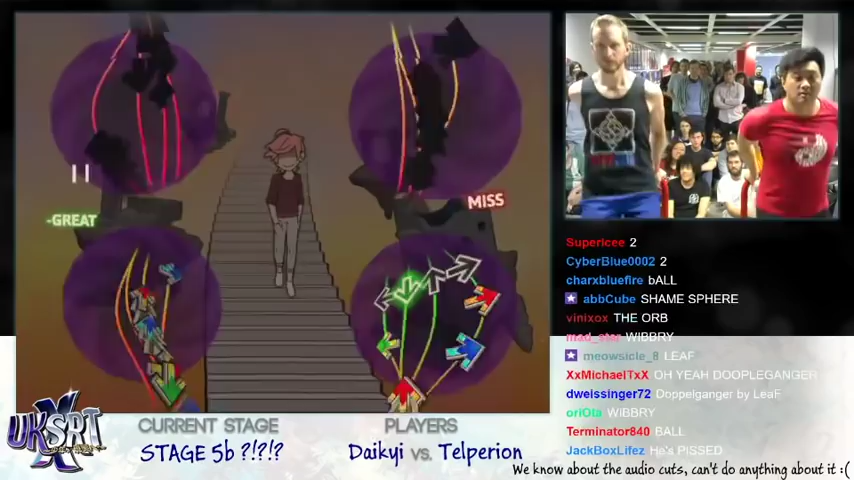 -GREAT
MISS
SuperIcee 2
CyberBlue0002 2
charxbluefire bALL
abbCube SHAME SPHERE
vinixox THE ORB
mad_star WIBBRY
meowsicle_8 LEAF
XxMichaelTxX OH YEAH DOOPLEGANGER
dweissinger72 Doppelganger by LeaF
oriOta WIBBRY
Terminator840 BALL
JackBoxLifez He's PISSED
UKSRT X
CURRENT STAGE
STAGE 5b ?!?!?
PLAYERS
Daikyi vs. Telperion
We know about the audio cuts, can't do anything about it :(